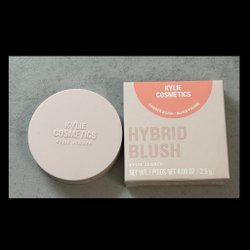 KYLIE
COSMETICS
KYLIE JENNER
KYLIE
COSMETICS
HYBRID
BLUSH
KYLIE JENNER
NET WT. / POIDS NET 0.09 OZ / 2.5 g